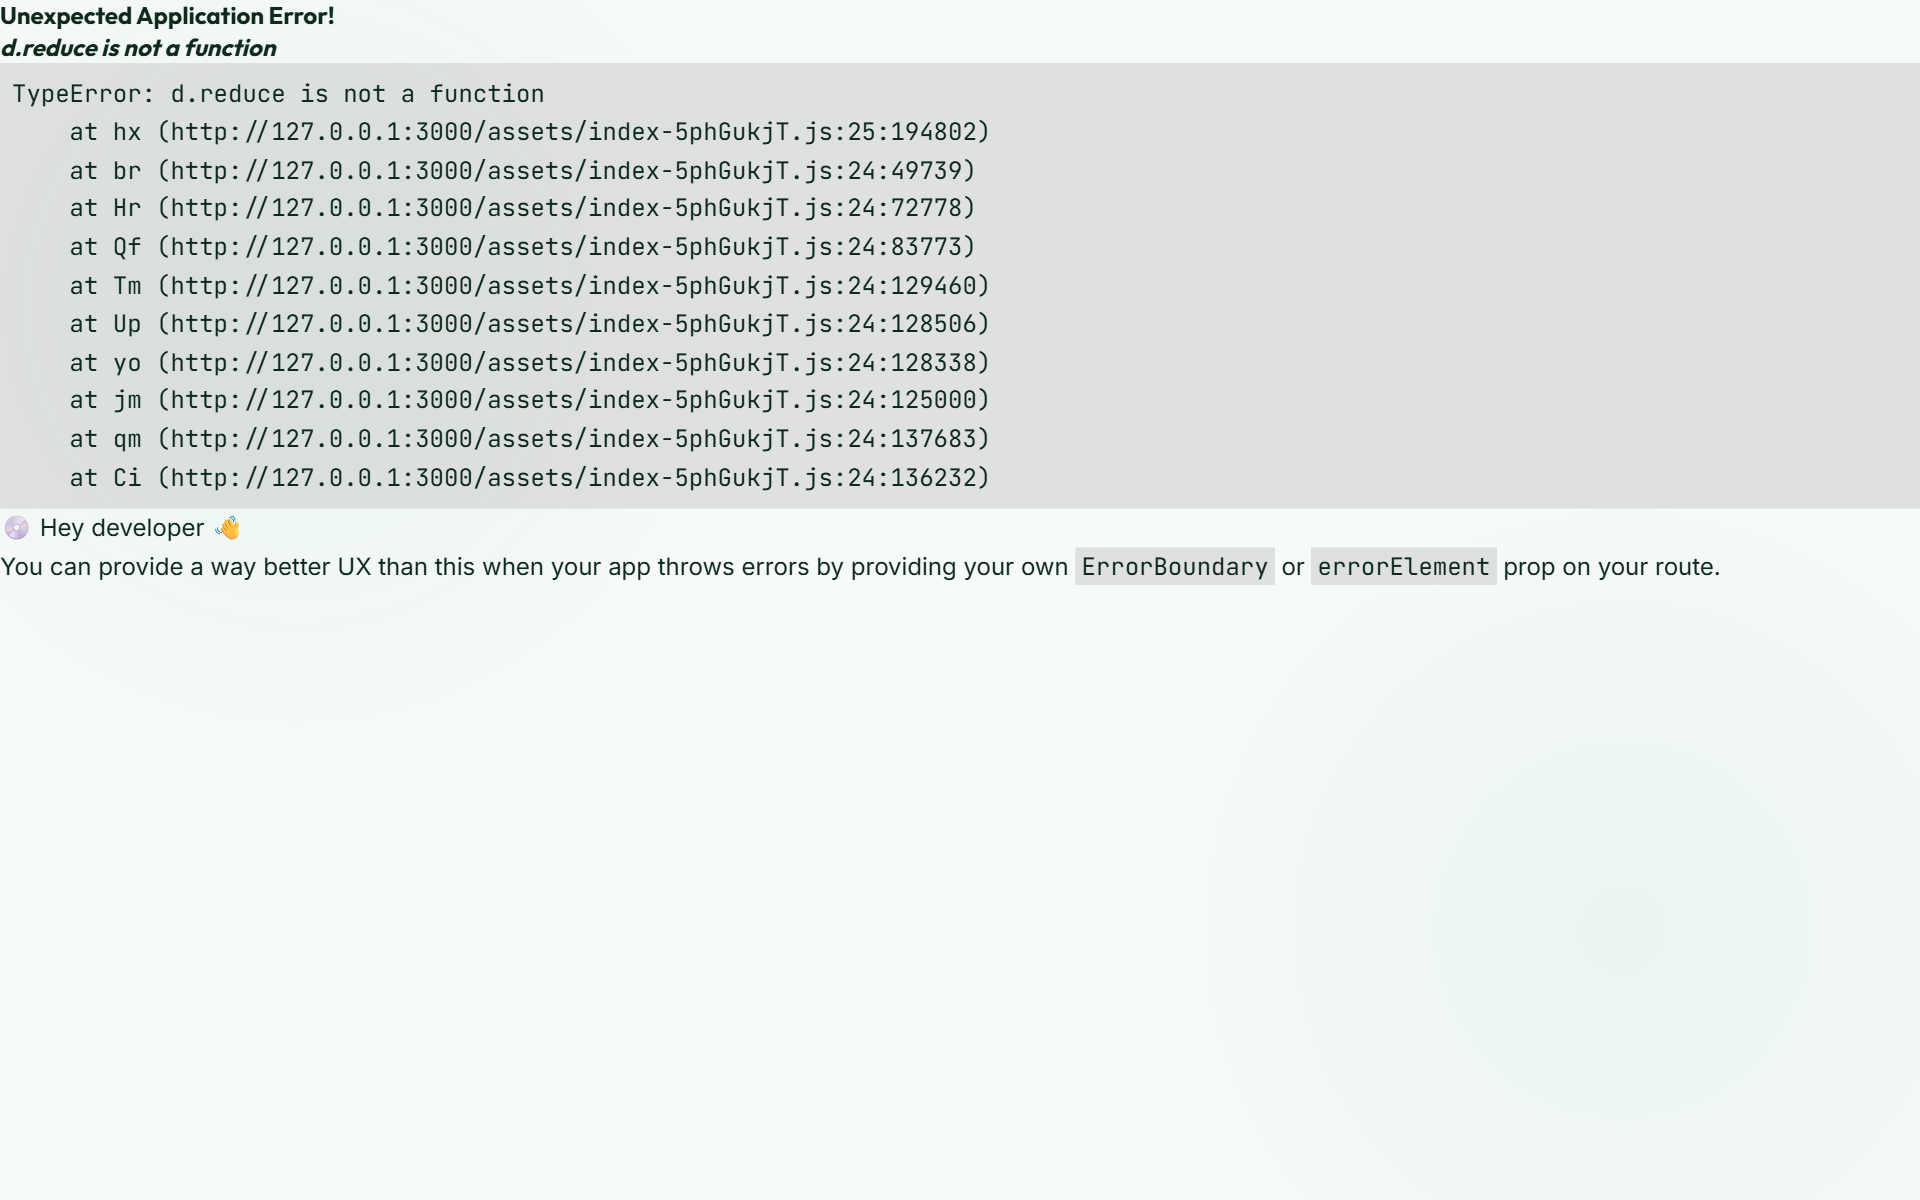 Unexpected Application Error!
d.reduce is not a function
TypeError: d.reduce is not a function
    at hx (http://127.0.0.1:3000/assets/index-5phGukjT.js:25:194802)
    at br (http://127.0.0.1:3000/assets/index-5phGukjT.js:24:49739)
    at Hr (http://127.0.0.1:3000/assets/index-5phGukjT.js:24:72778)
    at Qf (http://127.0.0.1:3000/assets/index-5phGukjT.js:24:83773)
    at Tm (http://127.0.0.1:3000/assets/index-5phGukjT.js:24:129460)
    at Up (http://127.0.0.1:3000/assets/index-5phGukjT.js:24:128506)
    at yo (http://127.0.0.1:3000/assets/index-5phGukjT.js:24:128338)
    at jm (http://127.0.0.1:3000/assets/index-5phGukjT.js:24:125000)
    at qm (http://127.0.0.1:3000/assets/index-5phGukjT.js:24:137683)
    at Ci (http://127.0.0.1:3000/assets/index-5phGukjT.js:24:136232)
💿 Hey developer 👋
You can provide a way better UX than this when your app throws errors by providing your own ErrorBoundary or errorElement prop on your route.